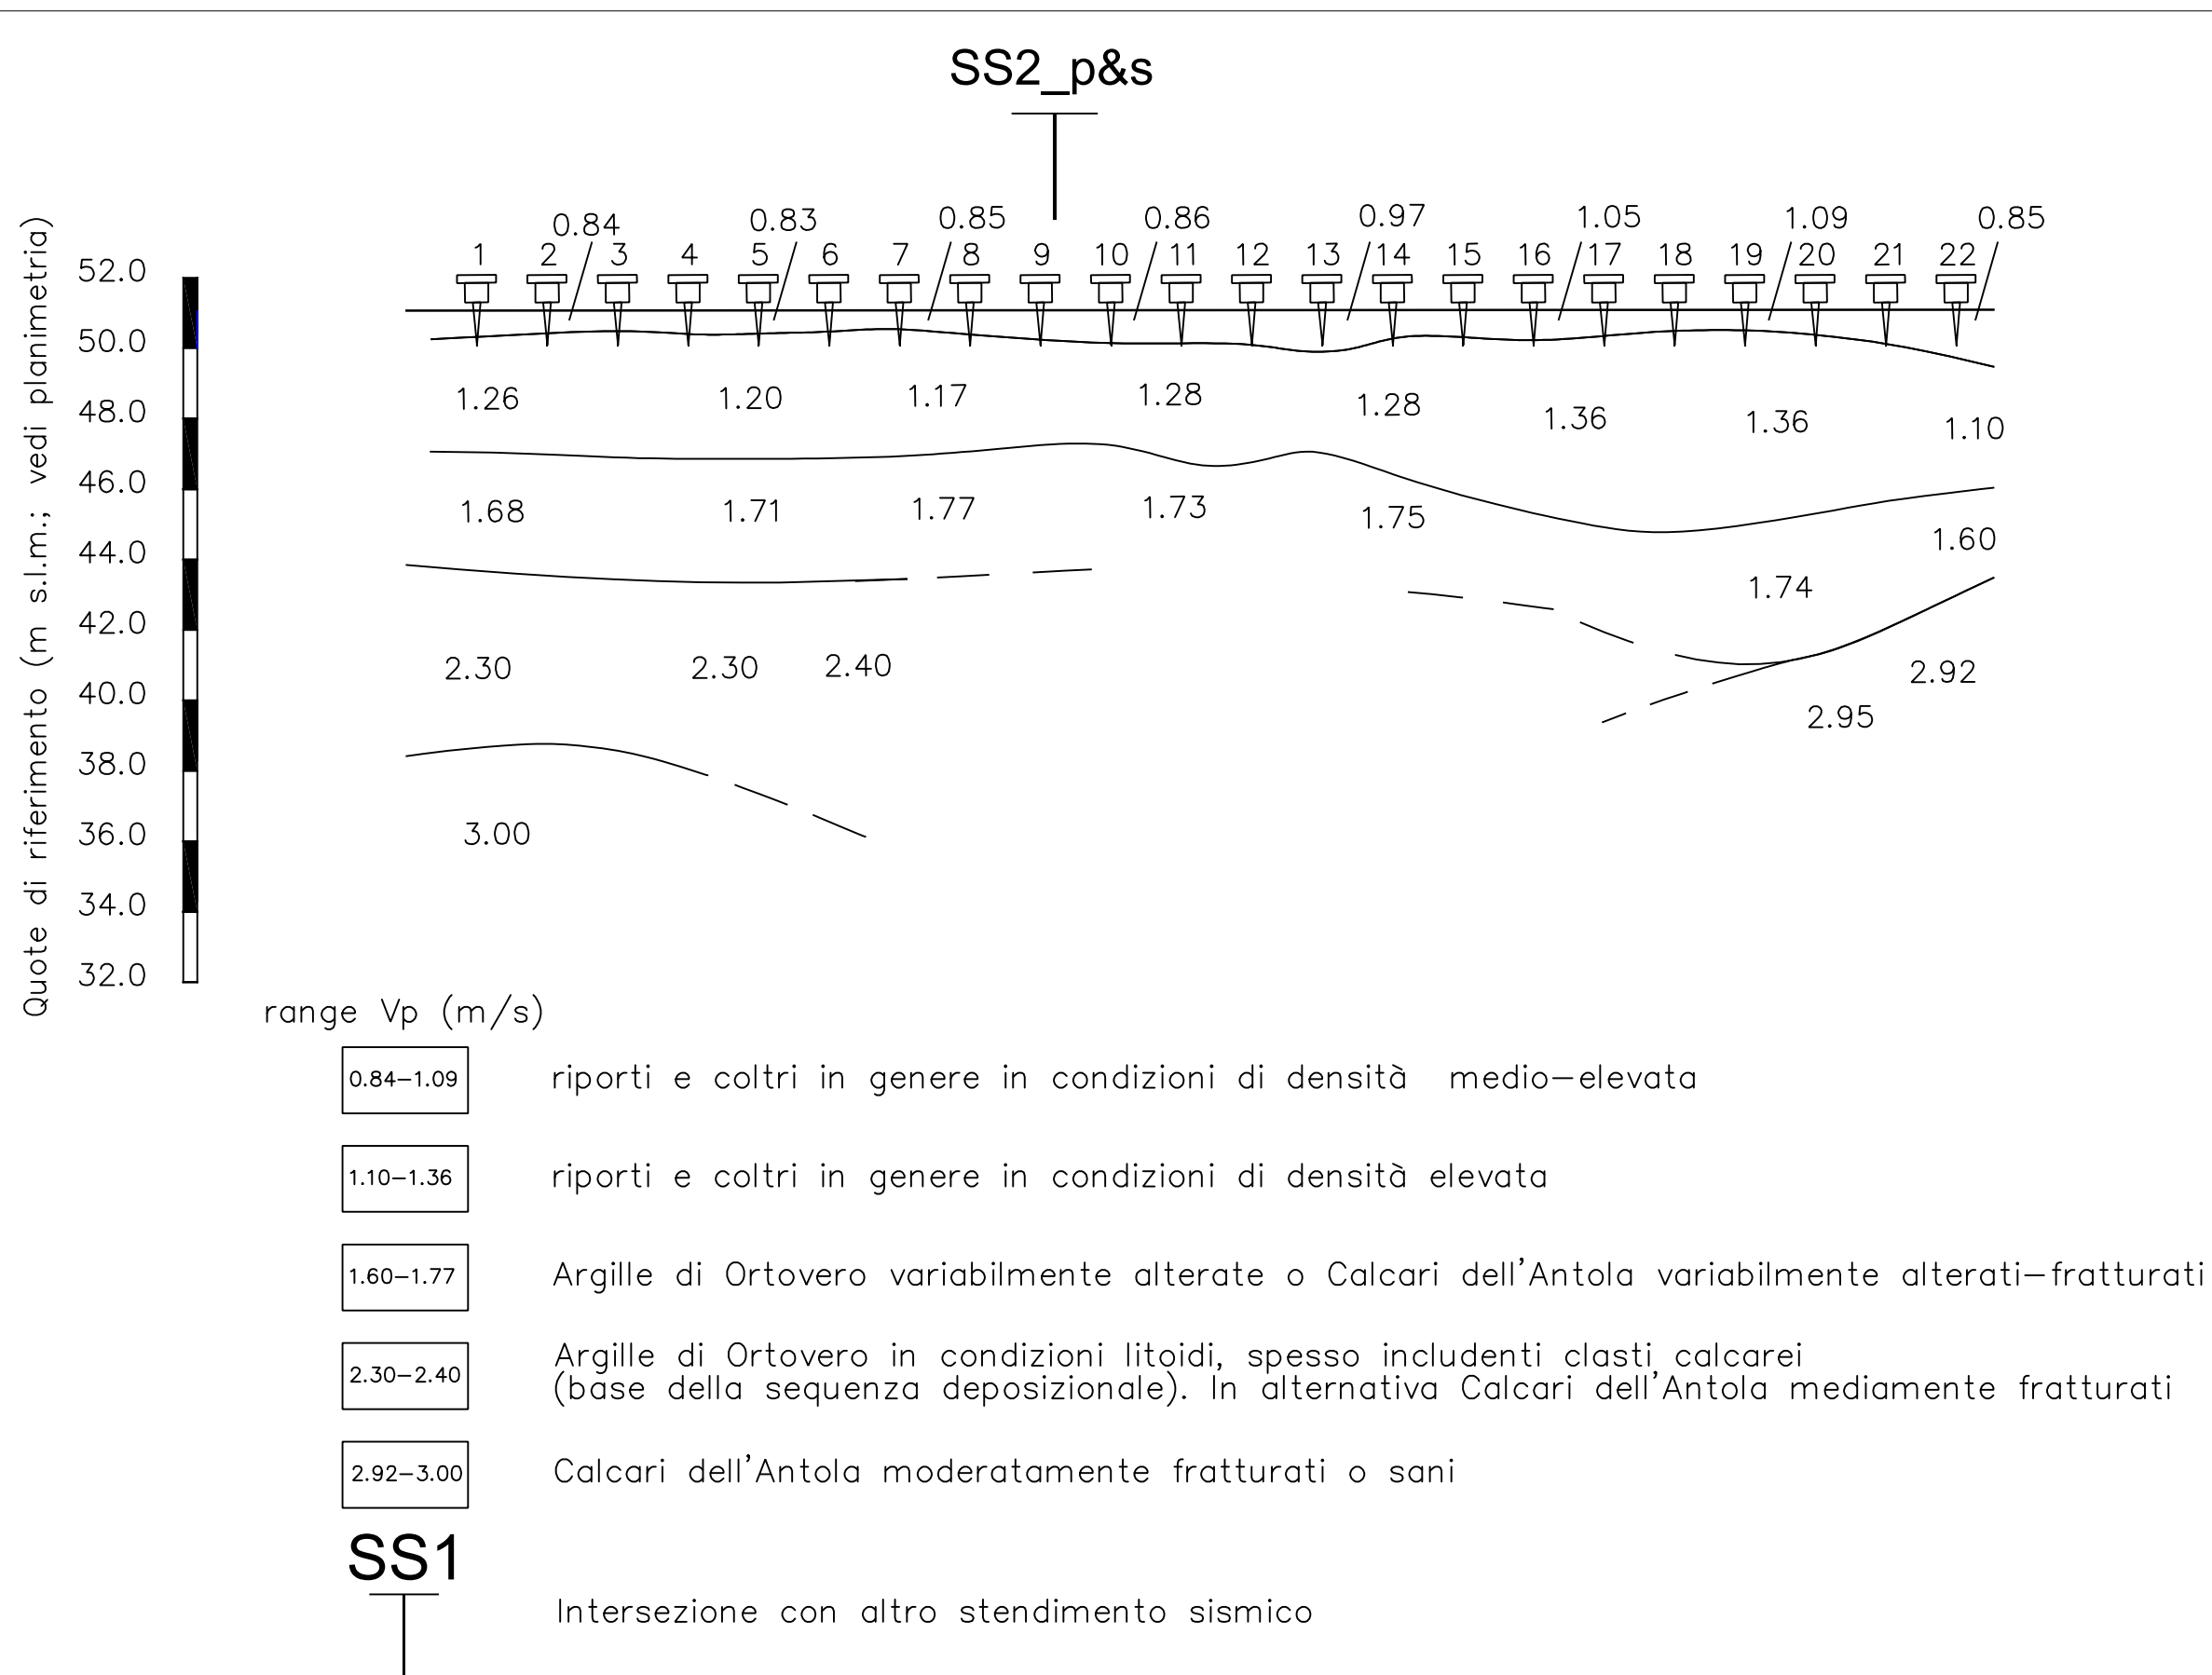 SS2_p&s
0.84 0.83 0.85 0.86 0.97 1.05 1.09 0.85
1 2 3 4 5 6 7 8 9 10 11 12 13 14 15 16 17 18 19 20 21 22
Quote di riferimento (m s.l.m.; vedi planimetria)
52.0
50.0
48.0
46.0
44.0
42.0
40.0
38.0
36.0
34.0
32.0
1.26 1.20 1.17 1.28 1.28 1.36 1.36 1.10
1.68 1.71 1.77 1.73 1.75 1.74 1.60
2.30 2.30 2.40
2.95 2.92
3.00
range Vp (m/s)
0.84-1.09 riporti e coltri in genere in condizioni di densità medio-elevata
1.10-1.36 riporti e coltri in genere in condizioni di densità elevata
1.60-1.77 Argille di Ortovero variabilmente alterate o Calcari dell'Antola variabilmente alterati-fratturati
2.30-2.40 Argille di Ortovero in condizioni litoidi, spesso includenti clasti calcarei
(base della sequenza deposizionale). In alternativa Calcari dell'Antola mediamente fratturati
2.92-3.00 Calcari dell'Antola moderatamente fratturati o sani
SS1
Intersezione con altro stendimento sismico